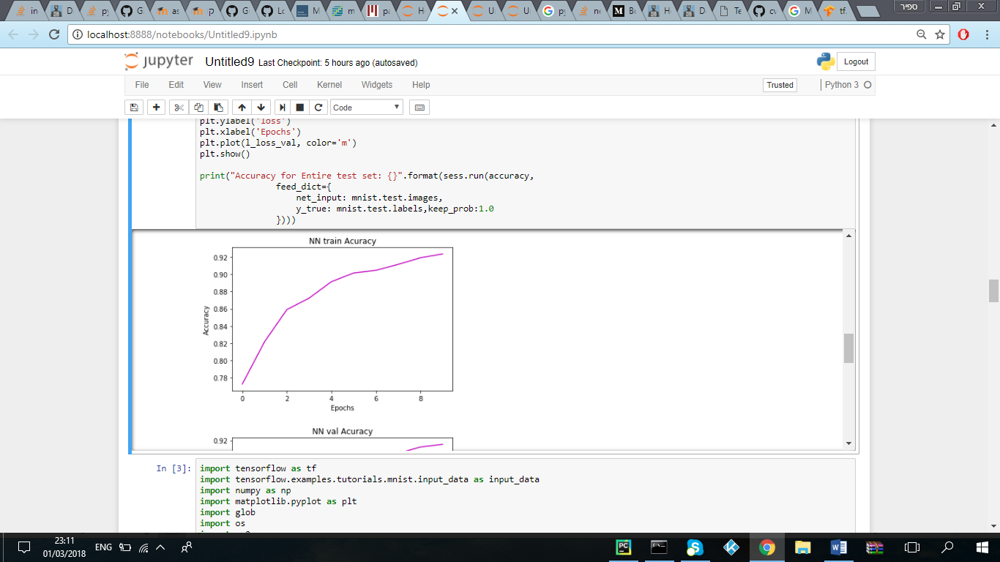 in
D
py
G
as
ק
G
Lo
M
m
pa
H
U
U
py
ne
M
Bu
H
D
Te
cv
M
tf.
ספיר
localhost:8888/notebooks/Untitled9.ipynb
jupyter Untitled9 Last Checkpoint: 5 hours ago (autosaved)
Logout
File Edit View Insert Cell Kernel Widgets Help
Trusted
Python 3
Code
plt.ylabel('loss')
plt.xlabel('Epochs')
plt.plot(l_loss_val, color='m')
plt.show()
print("Accuracy for Entire test set: {}".format(sess.run(accuracy,
feed_dict={
net_input: mnist.test.images,
y_true: mnist.test.labels,keep_prob:1.0
})))
NN train Acuracy
0.92
0.90
0.88
0.86
0.84
0.82
0.80
0.78
Accuracy
0 2 4 6 8
Epochs
NN val Acuracy
0.92
In [3]:
import tensorflow as tf
import tensorflow.examples.tutorials.mnist.input_data as input_data
import numpy as np
import matplotlib.pyplot as plt
import glob
import os
23:11
01/03/2018
ENG
PC